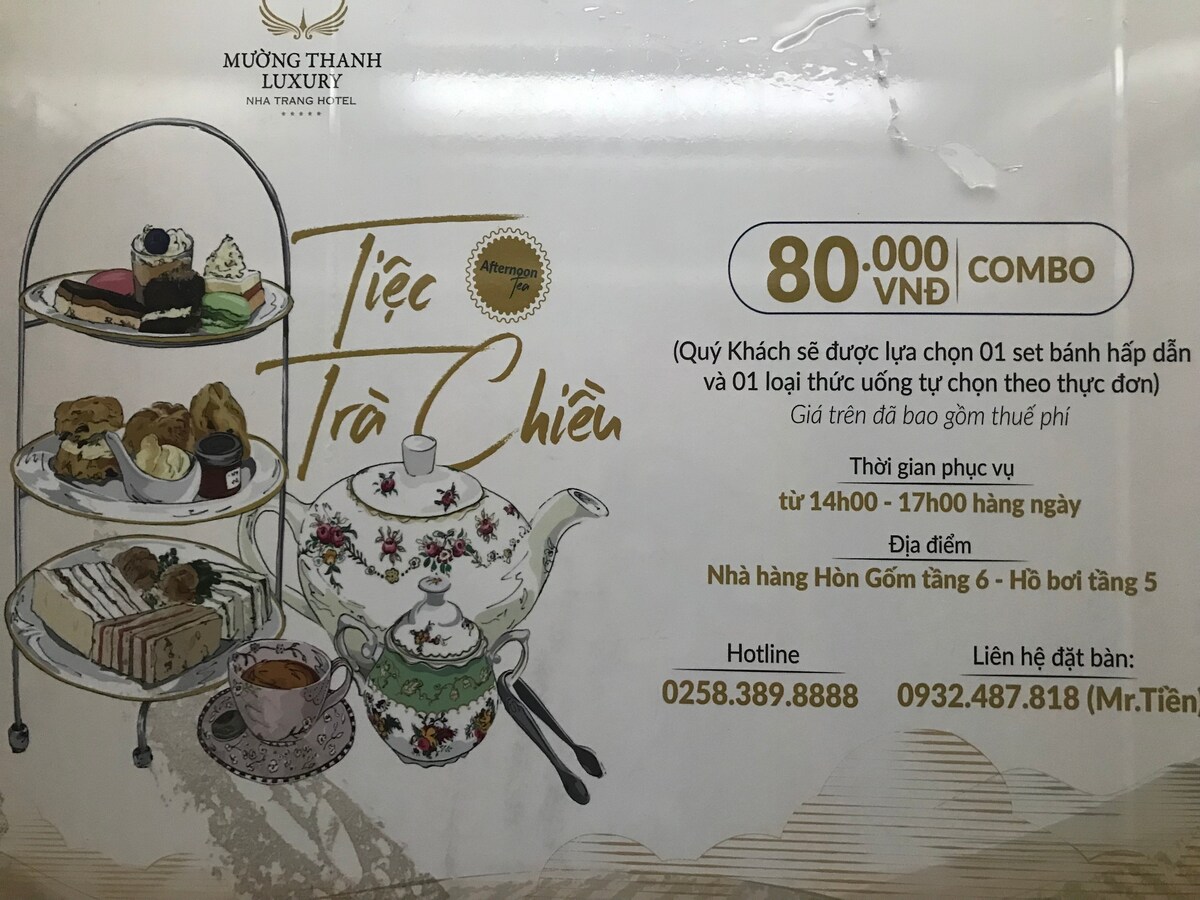 MƯỜNG THANH
LUXURY
NHA TRANG HOTEL
Tiệc
Afternoon
Tea
Trà Chiều
80.000
VNĐ
COMBO
(Quý Khách sẽ được lựa chọn 01 set bánh hấp dẫn
và 01 loại thức uống tự chọn theo thực đơn)
Giá trên đã bao gồm thuế phí
Thời gian phục vụ
từ 14h00 - 17h00 hàng ngày
Địa điểm
Nhà hàng Hòn Gốm tầng 6 - Hồ bơi tầng 5
Hotline
0258.389.8888
Liên hệ đặt bàn:
0932.487.818 (Mr.Tiền)